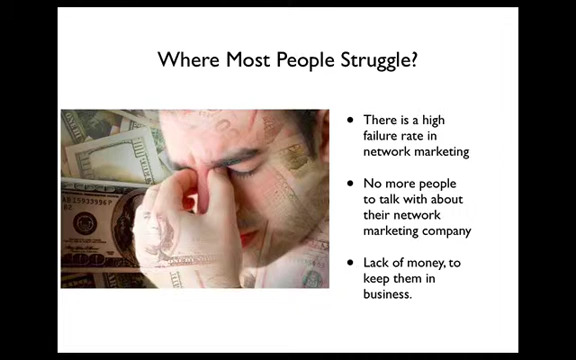 Where Most People Struggle?
● There is a high
failure rate in
network marketing
● No more people
to talk with about
their network
marketing company
● Lack of money, to
keep them in
business.